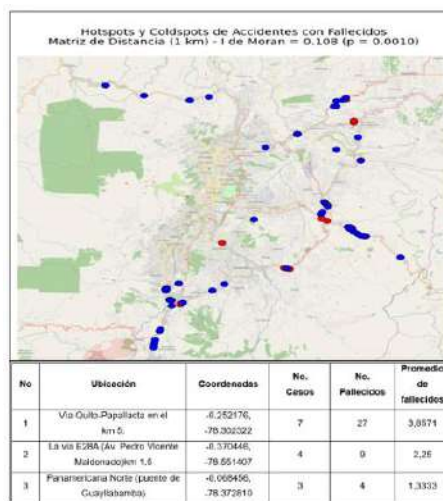 Hotspots y Coldspots de Accidentes con Fallecidos
Matriz de Distancia (1 km) - I de Moran = 0.108 (p = 0.0010)
No Ubicación Coordenadas No. Casos No. Fallecidos Promedio de fallecidos
1 Vía Quito-Papallacta en el km 5. -0.252176, -78.302322 7 27 3,8571
2 La vía E28A (Av. Pedro Vicente Maldonado)km 1.5 -0.370446, -78.551407 4 9 2,25
3 Panamericana Norte (puente de Guayllabamba) -0.068456, -78.372810 3 4 1,3333